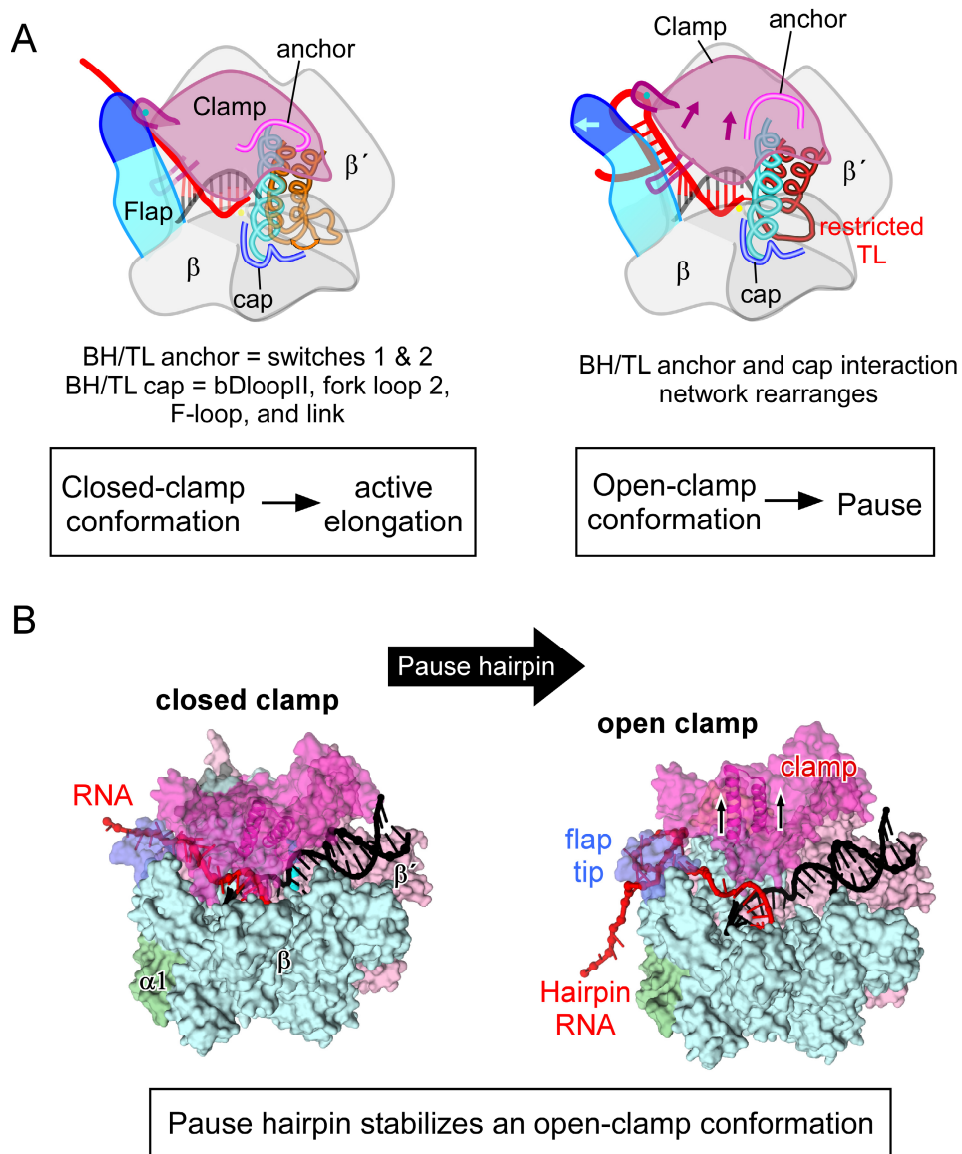 A
anchor
Clamp
β´
Flap
β
cap
BH/TL anchor = switches 1 & 2
BH/TL cap = bDloopII, fork loop 2,
F-loop, and link
Closed-clamp
conformation
active
elongation
Clamp
anchor
β´
restricted
TL
β
cap
BH/TL anchor and cap interaction
network rearranges
Open-clamp
conformation
Pause
B
Pause hairpin
closed clamp
RNA
β´
β
α1
open clamp
clamp
flap
tip
Hairpin
RNA
Pause hairpin stabilizes an open-clamp conformation